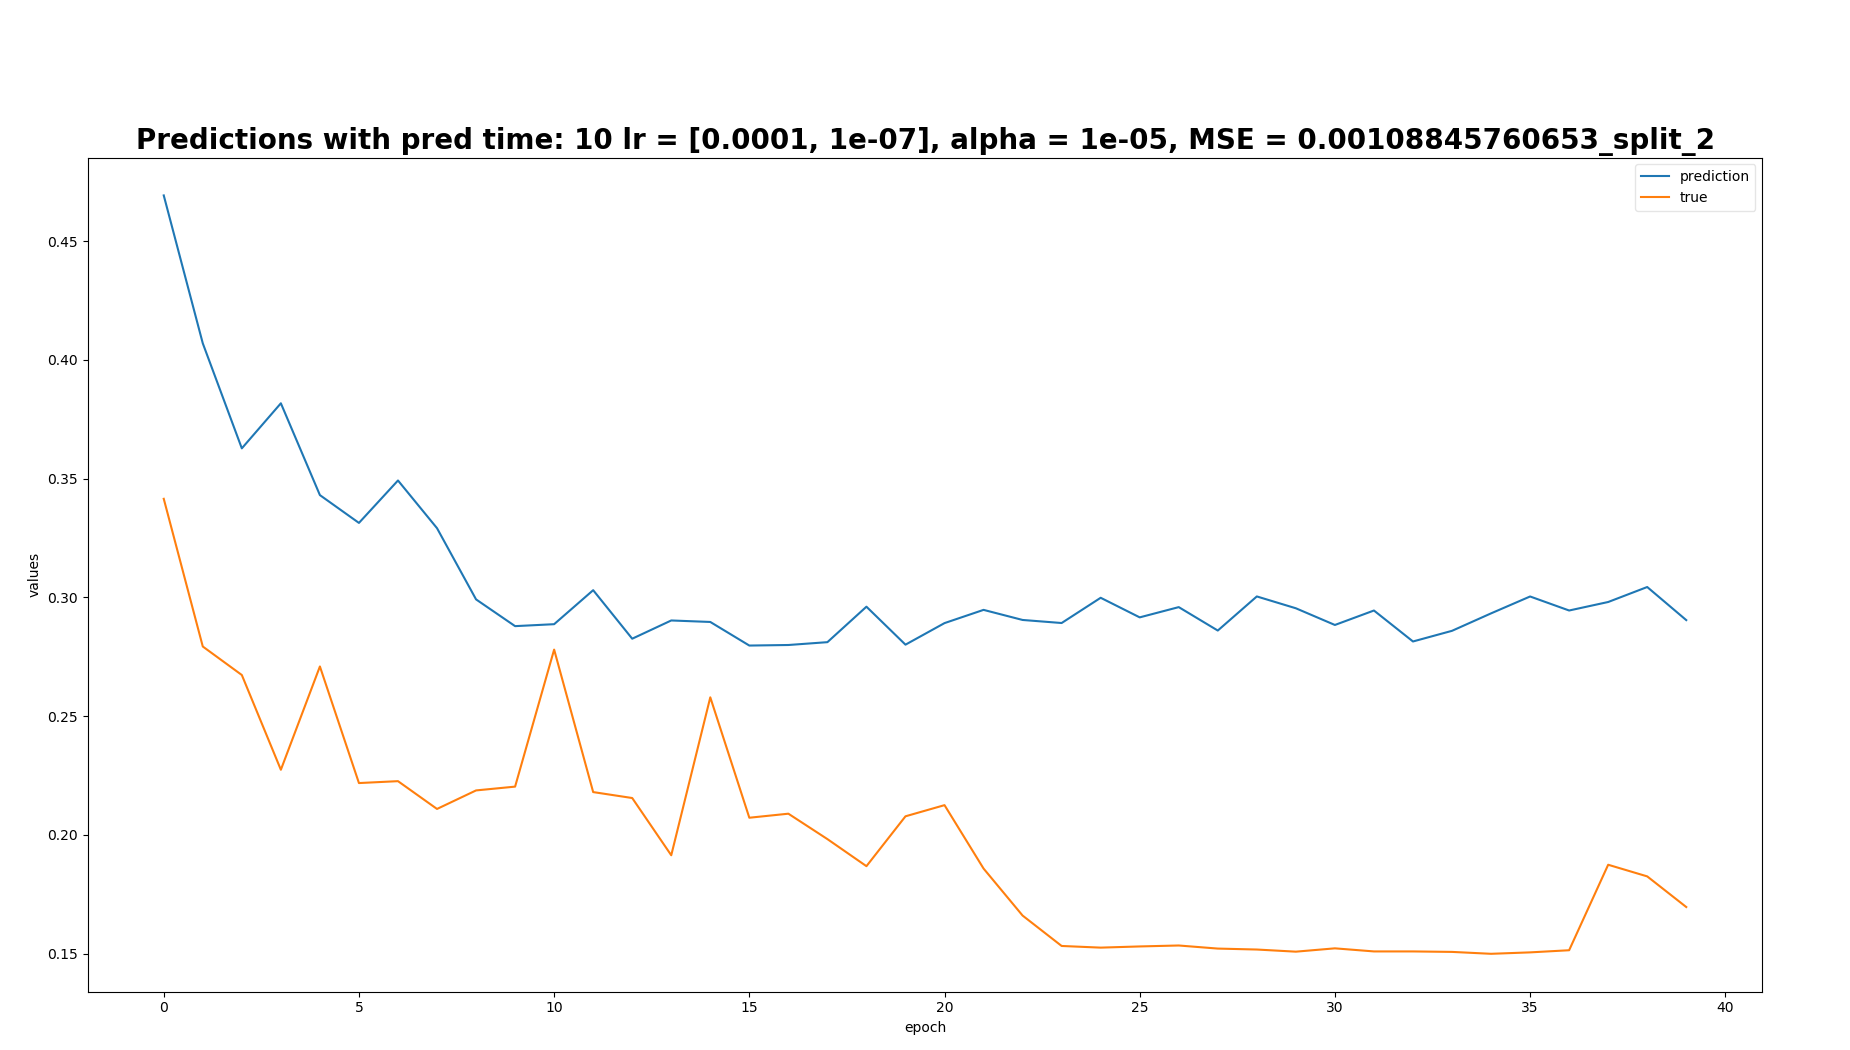 Predictions with pred time: 10 lr = [0.0001, 1e-07], alpha = 1e-05, MSE = 0.00108845760653_split_2
prediction
true
0.45
0.40
0.35
0.30
0.25
0.20
0.15
values
0 5 10 15 20 25 30 35 40
epoch